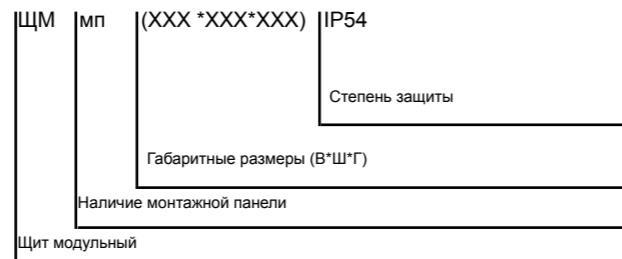 ЩМ мп (ХХХ *ХХХ*ХХХ) IP54
Степень защиты
Габаритные размеры (В*Ш*Г)
Наличие монтажной панели
Щит модульный